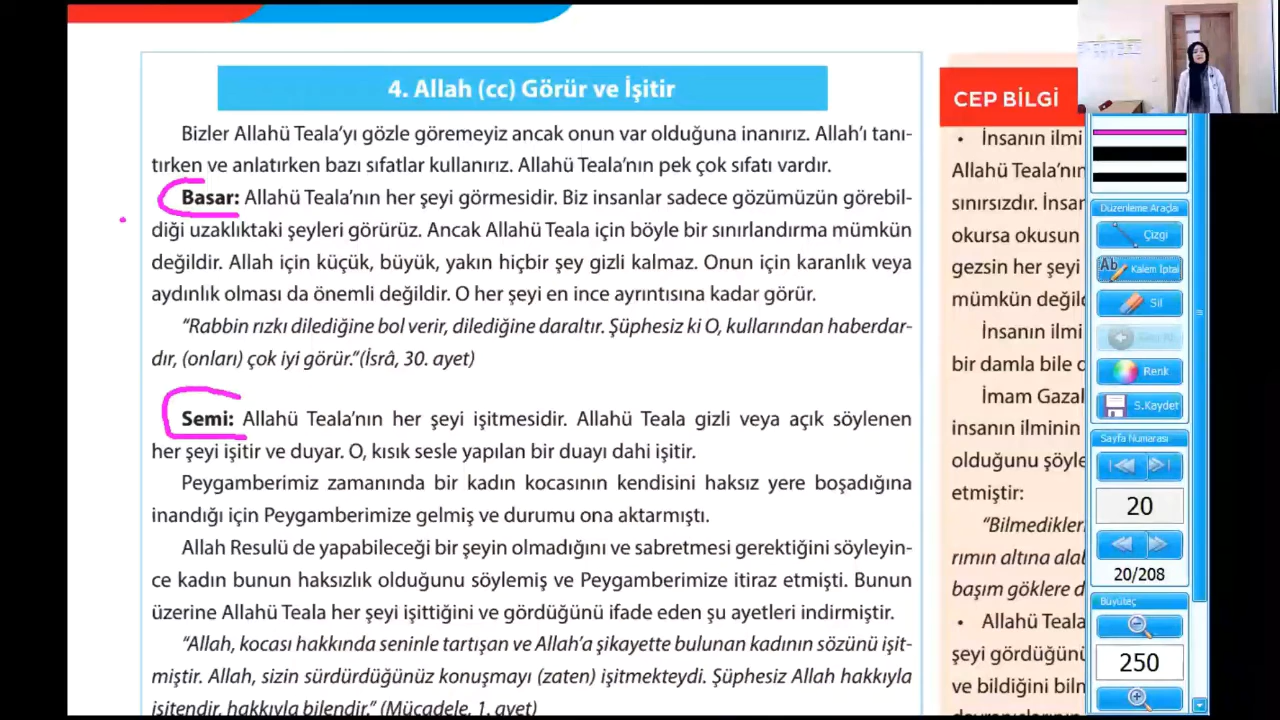 4. Allah (cc) Görür ve İşitir
Bizler Allahü Teala’yı gözle göremeyiz ancak onun var olduğuna inanırız. Allah’ı tanı-
tırken ve anlatırken bazı sıfatlar kullanırız. Allahü Teala’nın pek çok sıfatı vardır.
Basar: Allahü Teala’nın her şeyi görmesidir. Biz insanlar sadece gözümüzün görebil-
diği uzaklıktaki şeyleri görürüz. Ancak Allahü Teala için böyle bir sınırlandırma mümkün
değildir. Allah için küçük, büyük, yakın hiçbir şey gizli kalmaz. Onun için karanlık veya
aydınlık olması da önemli değildir. O her şeyi en ince ayrıntısına kadar görür.
“Rabbin rızkı dilediğine bol verir, dilediğine daraltır. Şüphesiz ki O, kullarından haberdar-
dır, (onları) çok iyi görür.“(İsrâ, 30. ayet)
Semi: Allahü Teala’nın her şeyi işitmesidir. Allahü Teala gizli veya açık söylenen
her şeyi işitir ve duyar. O, kısık sesle yapılan bir duayı dahi işitir.
Peygamberimiz zamanında bir kadın kocasının kendisini haksız yere boşadığına
inandığı için Peygamberimize gelmiş ve durumu ona aktarmıştı.
Allah Resulü de yapabileceği bir şeyin olmadığını ve sabretmesi gerektiğini söyleyin-
ce kadın bunun haksızlık olduğunu söylemiş ve Peygamberimize itiraz etmişti. Bunun
üzerine Allahü Teala her şeyi işittiğini ve gördüğünü ifade eden şu ayetleri indirmiştir.
“Allah, kocası hakkında seninle tartışan ve Allah’a şikayette bulunan kadının sözünü işit-
miştir. Allah, sizin sürdürdüğünüz konuşmayı (zaten) işitmekteydi. Şüphesiz Allah hakkıyla
işitendir, hakkıyla bilendir.” (Mücadele, 1. ayet)
CEP BİLGİ
• İnsanın ilmi
Allahü Teala’nın
sınırsızdır. İnsan
okursa okusun
gezsin her şeyi
mümkün değild
İnsanın ilmi
bir damla bile d
İmam Gazal
insanın ilminin
olduğunu söyle
etmiştir:
“Bilmedikler
rımın altına alab
başım göklere d
• Allahü Teala
şeyi gördüğünü
ve bildiğini biln
Düzenleme Araçları
Çizgi
Kalem İptal
Sil
Renk
S.Kaydet
Sayfa Numarası
20
20/208
Büyüteç
250